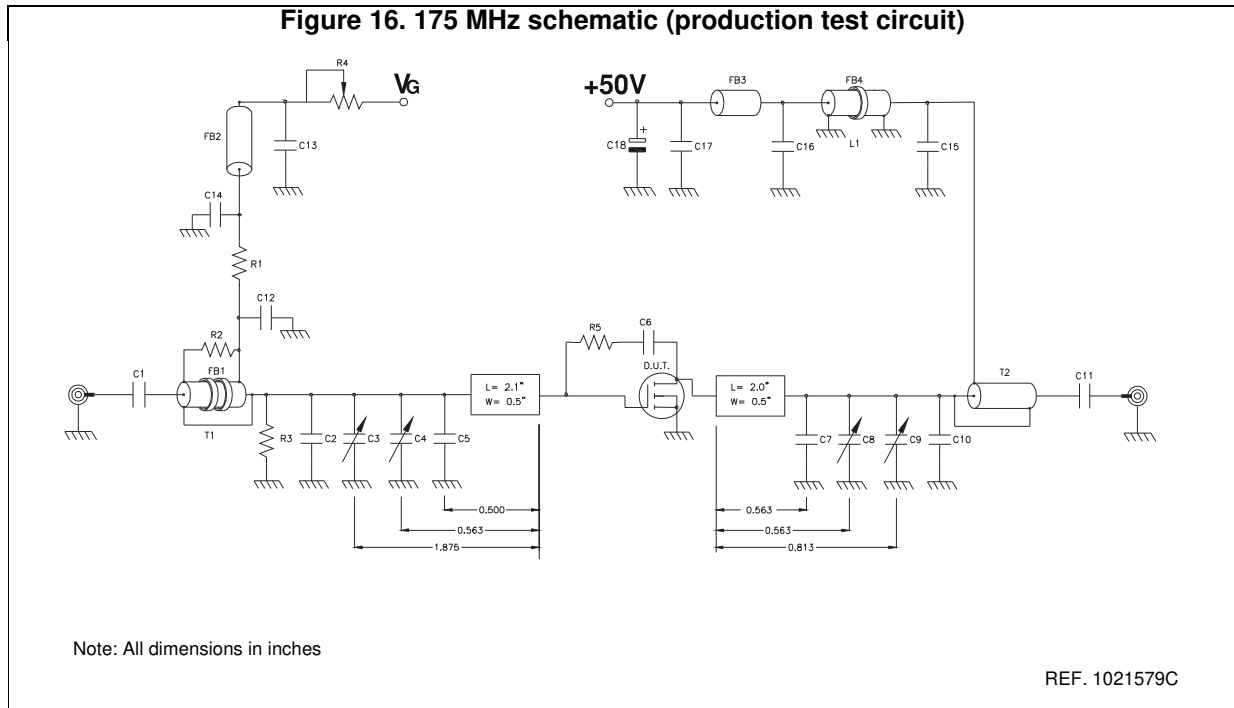 Figure 16. 175 MHz schematic (production test circuit)
R4
VG
+50V
FB3
FB4
FB2
C13
C18
+
C17
C16
L1
C15
C14
R1
C12
R2
FB1
C1
T1
R3
C2
C3
C4
C5
L= 2.1"
W= 0.5"
R5
C6
D.U.T.
L= 2.0"
W= 0.5"
T2
C11
C7
C8
C9
C10
0.500
0.563
1.875
0.563
0.563
0.813
Note: All dimensions in inches
REF. 1021579C